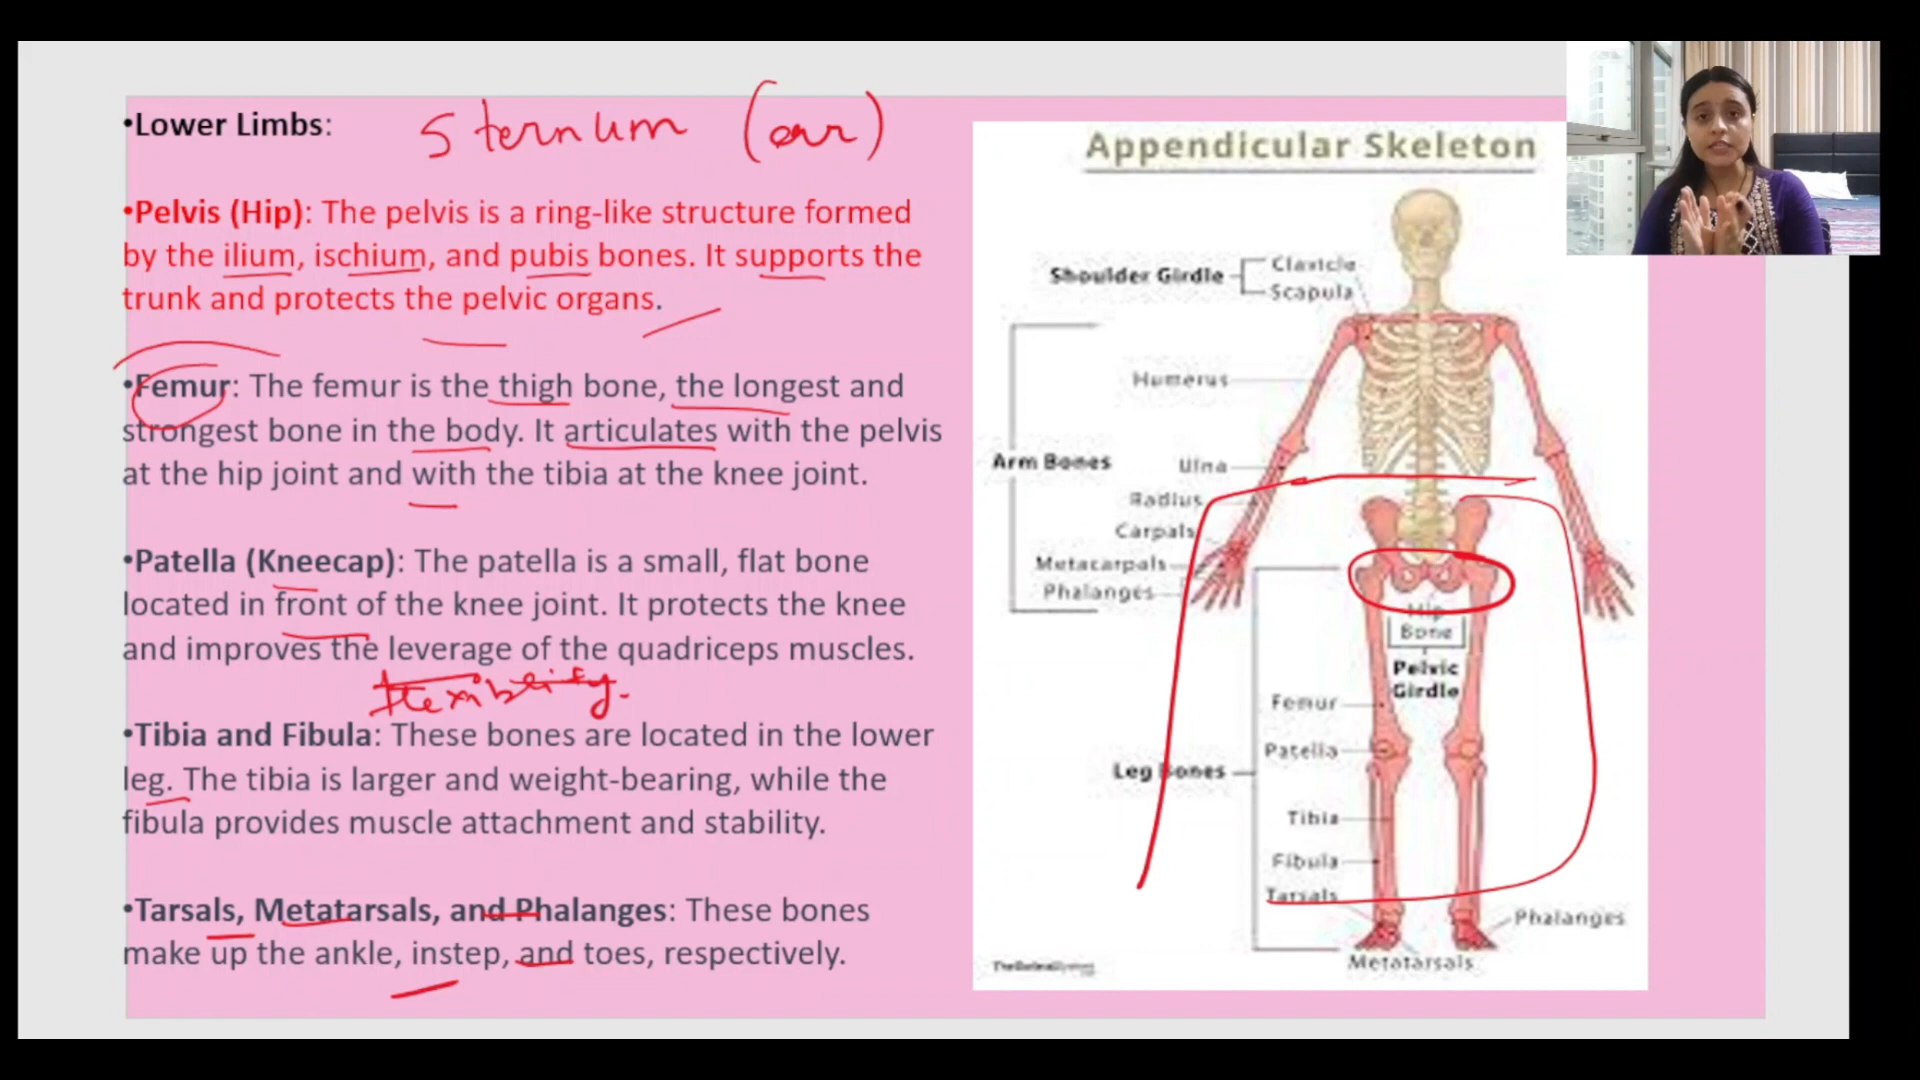 •Lower Limbs:
Sternum (ear)
•Pelvis (Hip): The pelvis is a ring-like structure formed
by the ilium, ischium, and pubis bones. It supports the
trunk and protects the pelvic organs.
•Femur: The femur is the thigh bone, the longest and
strongest bone in the body. It articulates with the pelvis
at the hip joint and with the tibia at the knee joint.
•Patella (Kneecap): The patella is a small, flat bone
located in front of the knee joint. It protects the knee
and improves the leverage of the quadriceps muscles.
•Tibia and Fibula: These bones are located in the lower
leg. The tibia is larger and weight-bearing, while the
fibula provides muscle attachment and stability.
•Tarsals, Metatarsals, and Phalanges: These bones
make up the ankle, instep, and toes, respectively.
Appendicular Skeleton
Shoulder Girdle
Clavicle
Scapula
Humerus
Arm Bones
Ulna
Radius
Carpals
Metacarpals
Phalanges
Hip
Bone
Pelvic
Girdle
Femur
Patella
Leg Bones
Tibia
Fibula
Tarsals
Phalanges
Metatarsals